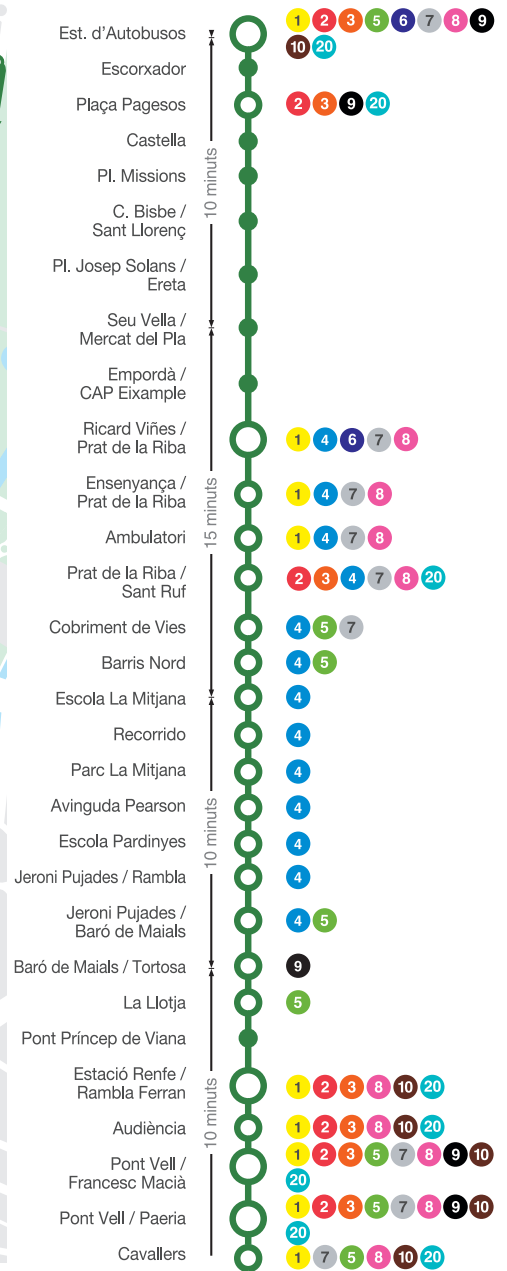 Est. d'Autobusos
1 2 3 5 6 7 8 9
10 20
Escorxador
Plaça Pagesos
2 3 9 20
Castella
Pl. Missions
10 minuts
C. Bisbe /
Sant Llorenç
Pl. Josep Solans /
Ereta
Seu Vella /
Mercat del Pla
Empordà /
CAP Eixample
Ricard Viñes /
Prat de la Riba
1 4 6 7 8
Ensenyança /
Prat de la Riba
1 4 7 8
15 minuts
Ambulatori
1 4 7 8
Prat de la Riba /
Sant Ruf
2 3 4 7 8 20
Cobriment de Vies
4 5 7
Barris Nord
4 5
Escola La Mitjana
4
Recorrido
4
Parc La Mitjana
4
Avinguda Pearson
4
10 minuts
Escola Pardinyes
4
Jeroni Pujades / Rambla
4
Jeroni Pujades /
Baró de Maials
4 5
Baró de Maials / Tortosa
9
La Llotja
5
Pont Príncep de Viana
Estació Renfe /
Rambla Ferran
1 2 3 8 10 20
10 minuts
Audiència
1 2 3 8 10 20
Pont Vell /
Francesc Macià
1 2 3 5 7 8 9 10
20
Pont Vell / Paeria
1 2 3 5 7 8 9 10
20
Cavallers
1 7 5 8 10 20